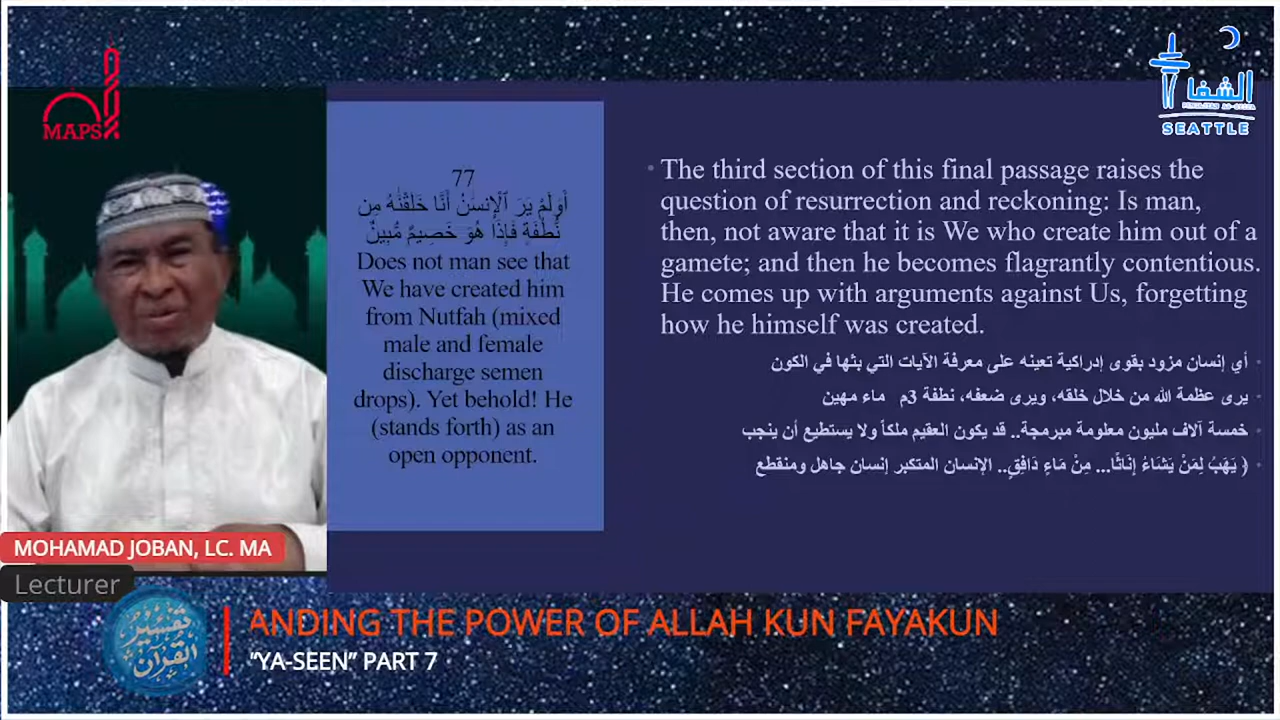 MAPS
الشفاء
SEATTLE
77
أَوَلَمْ يَرَ ٱلْإِنسَٰنُ أَنَّا خَلَقْنَٰهُ مِن
نُّطْفَةٍ فَإِذَا هُوَ خَصِيمٌ مُّبِينٌ
Does not man see that
We have created him
from Nutfah (mixed
male and female
discharge semen
drops). Yet behold! He
(stands forth) as an
open opponent.
• The third section of this final passage raises the
question of resurrection and reckoning: Is man,
then, not aware that it is We who create him out of a
gamete; and then he becomes flagrantly contentious.
He comes up with arguments against Us, forgetting
how he himself was created.
• أي إنسان مزود بقوى إدراكية تعينه على معرفة الآيات التي بثها في الكون
• يرى عظمة الله من خلال خلقه، ويرى ضعفه، نطفة 3م ماء مهين
• خمسة آلاف مليون معلومة مبرمجة.. قد يكون العقيم ملكاً ولا يستطيع أن ينجب
• ﴿ يَهَبُ لِمَنْ يَشَاءُ إِنَاثًا... مِنْ مَاءٍ دَافِقٍ.. الإنسان المتكبر إنسان جاهل ومنقطع
MOHAMAD JOBAN, LC. MA
Lecturer
تفسير
القرآن
ANDING THE POWER OF ALLAH KUN FAYAKUN
"YA-SEEN" PART 7